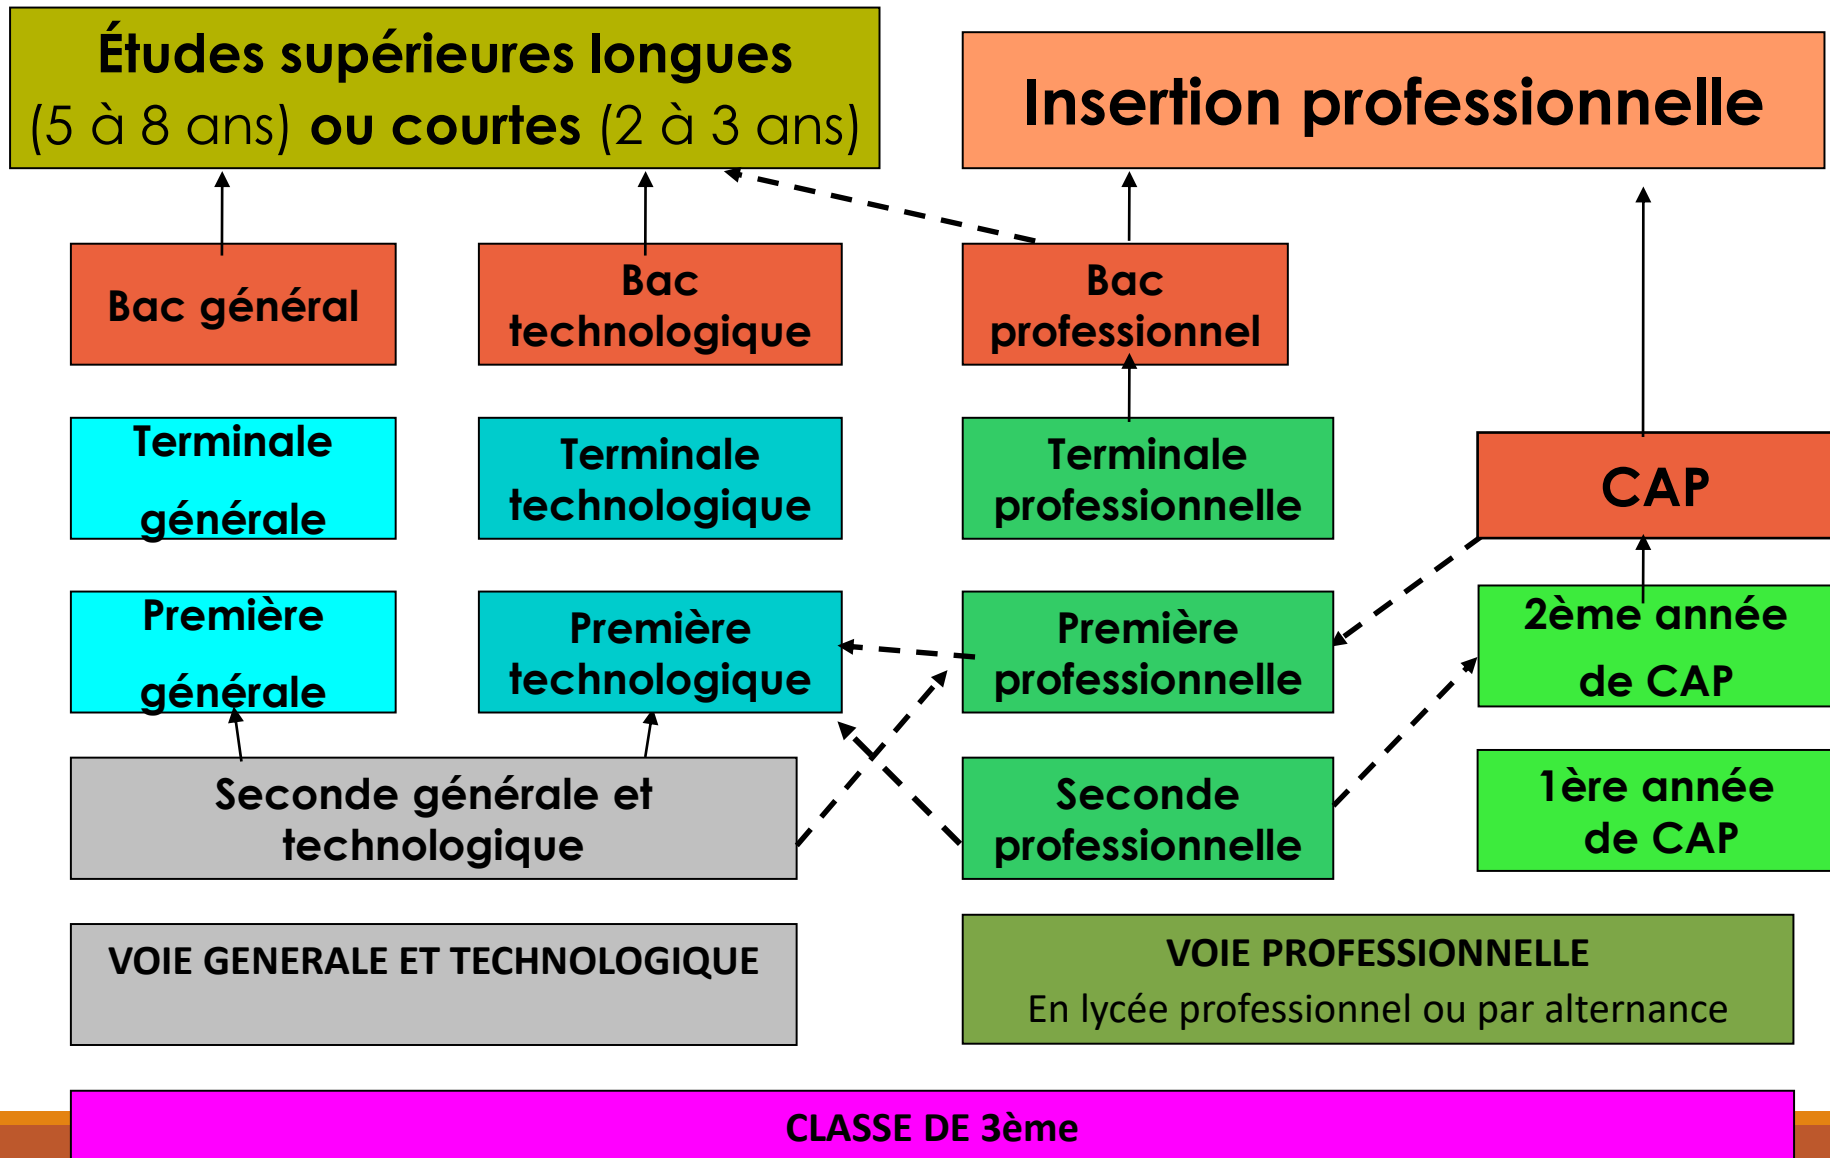 Études supérieures longues
(5 à 8 ans) ou courtes (2 à 3 ans)
Insertion professionnelle
Bac général
Bac
technologique
Bac
professionnel
Terminale
générale
Terminale
technologique
Terminale
professionnelle
CAP
Première
générale
Première
technologique
Première
professionnelle
2ème année
de CAP
Seconde générale et
technologique
Seconde
professionnelle
1ère année
de CAP
VOIE GENERALE ET TECHNOLOGIQUE
VOIE PROFESSIONNELLE
En lycée professionnel ou par alternance
CLASSE DE 3ème